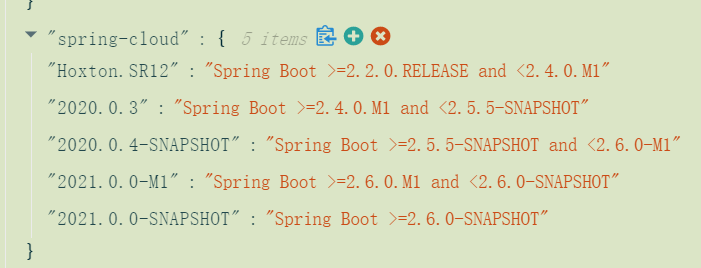 }
"spring-cloud" : { 5 items
"Hoxton.SR12" : "Spring Boot >=2.2.0.RELEASE and <2.4.0.M1"
"2020.0.3" : "Spring Boot >=2.4.0.M1 and <2.5.5-SNAPSHOT"
"2020.0.4-SNAPSHOT" : "Spring Boot >=2.5.5-SNAPSHOT and <2.6.0-M1"
"2021.0.0-M1" : "Spring Boot >=2.6.0.M1 and <2.6.0-SNAPSHOT"
"2021.0.0-SNAPSHOT" : "Spring Boot >=2.6.0-SNAPSHOT"
}